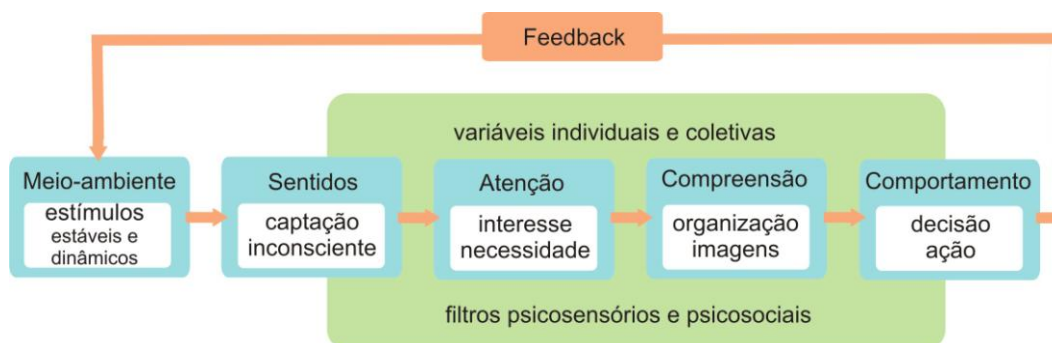 Feedback
variáveis individuais e coletivas
Meio-ambiente
estímulos
estáveis e
dinâmicos
Sentidos
captação
inconsciente
Atenção
interesse
necessidade
Compreensão
organização
imagens
Comportamento
decisão
ação
filtros psicosensórios e psicosociais